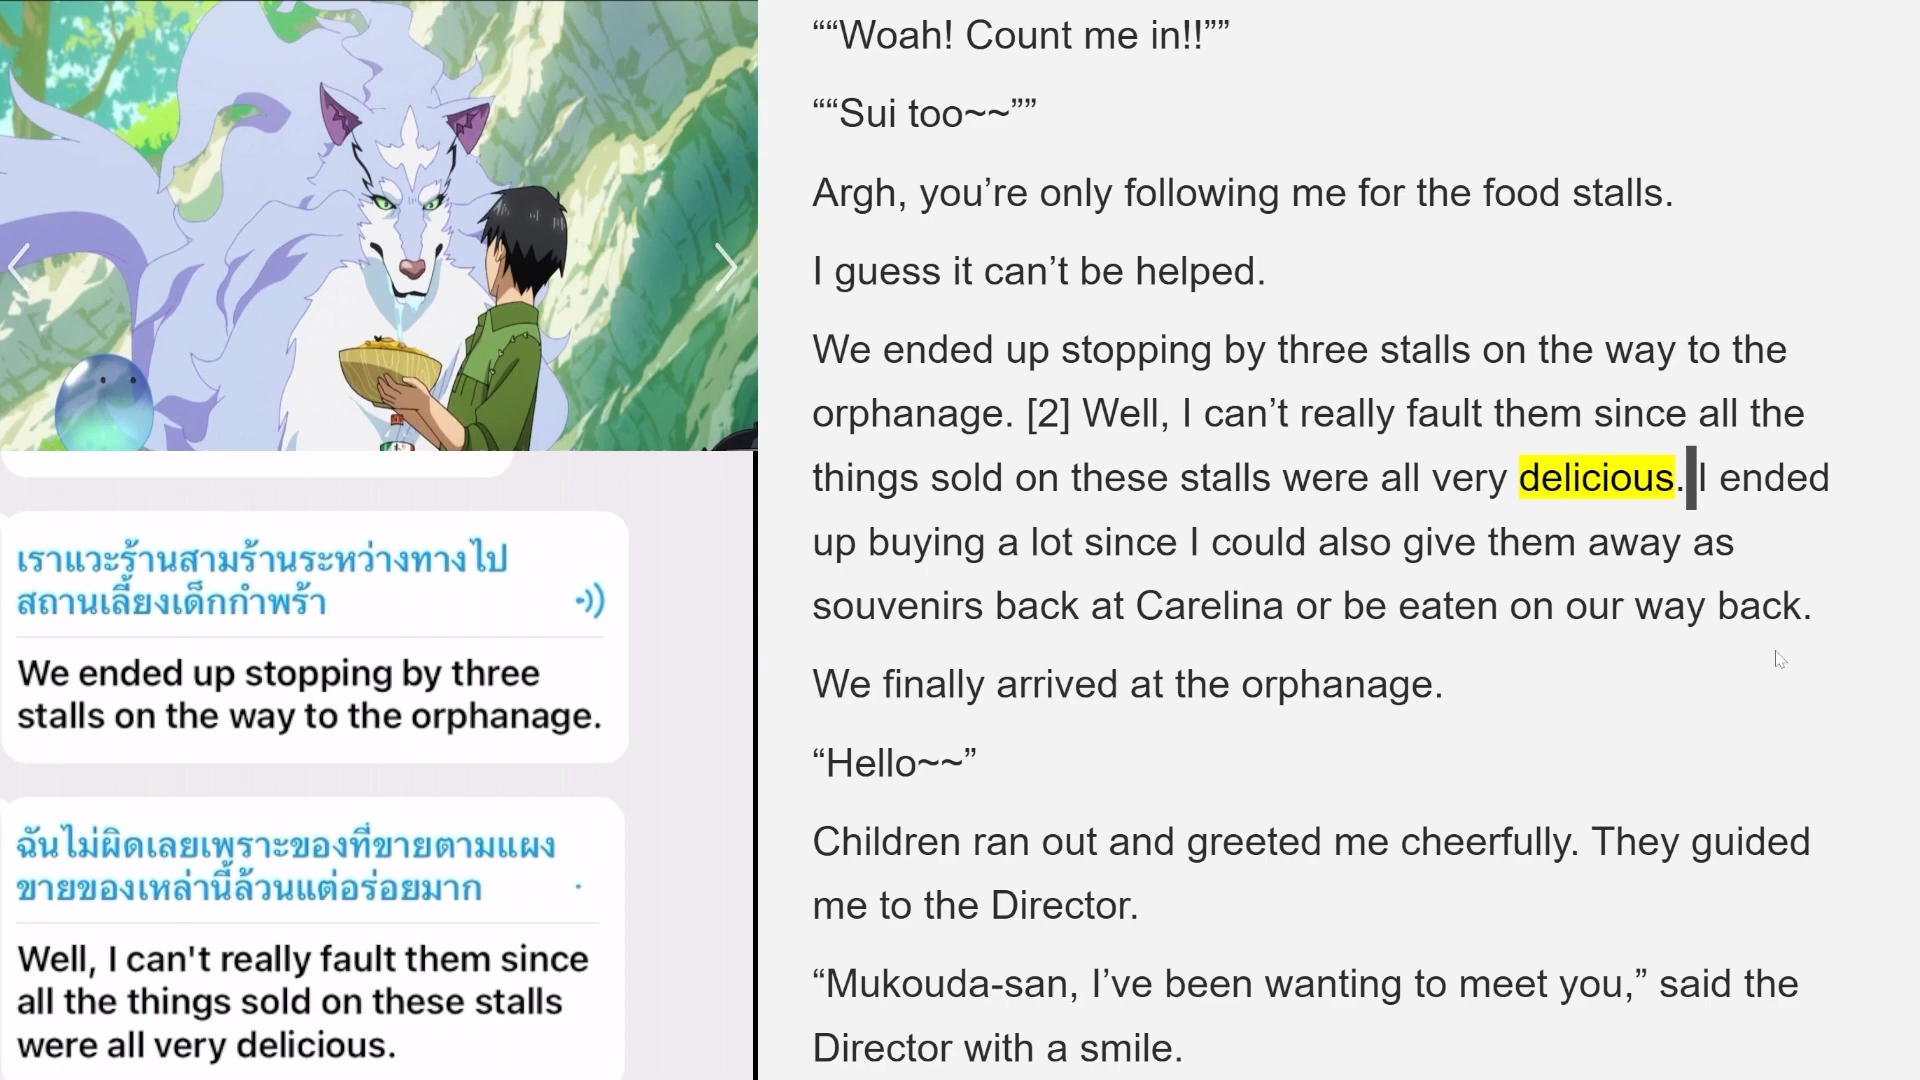 ““Woah! Count me in!!””
““Sui too~~””
Argh, you’re only following me for the food stalls.
I guess it can’t be helped.
We ended up stopping by three stalls on the way to the
orphanage. [2] Well, I can’t really fault them since all the
things sold on these stalls were all very delicious. I ended
up buying a lot since I could also give them away as
souvenirs back at Carelina or be eaten on our way back.
We finally arrived at the orphanage.
“Hello~~”
Children ran out and greeted me cheerfully. They guided
me to the Director.
“Mukouda-san, I’ve been wanting to meet you,” said the
Director with a smile.
เราแวะร้านสามร้านระหว่างทางไป
สถานเลี้ยงเด็กกำพร้า
We ended up stopping by three
stalls on the way to the orphanage.
ฉันไม่ผิดเลยเพราะของที่ขายตามแผง
ขายของเหล่านี้ล้วนแต่อร่อยมาก
Well, I can't really fault them since
all the things sold on these stalls
were all very delicious.